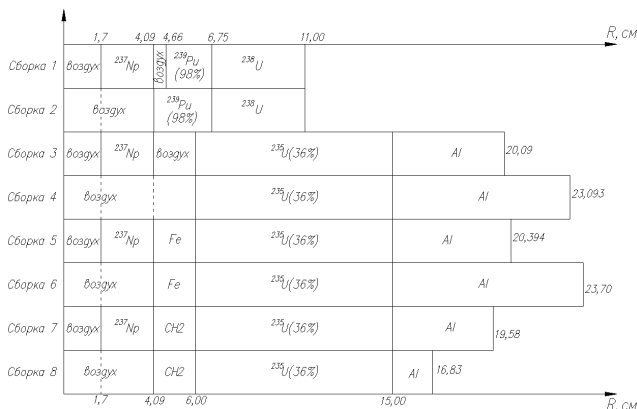 R, см
1,7 4,09 4,66 6,75 11,00
Сборка 1 воздух ²³⁷Np воздух ²³⁹Pu (98%) ²³⁸U
Сборка 2 воздух ²³⁹Pu (98%) ²³⁸U
Сборка 3 воздух ²³⁷Np воздух ²³⁵U(36%) Al 20,09
Сборка 4 воздух ²³⁵U(36%) Al 23,093
Сборка 5 воздух ²³⁷Np Fe ²³⁵U(36%) Al 20,394
Сборка 6 воздух Fe ²³⁵U(36%) Al 23,70
Сборка 7 воздух ²³⁷Np CH2 ²³⁵U(36%) Al 19,58
Сборка 8 воздух CH2 ²³⁵U(36%) Al 16,83
1,7 4,09 6,00 15,00
R, см